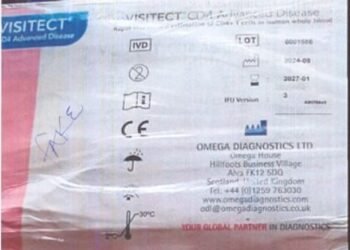 VISITECT® CD4 Advanced Disease
VISITECT®
CD4 Advanced Disease
IVD
LOT
2024-08
2027-01
IFU Version
3
CE
FAKE
OMEGA DIAGNOSTICS LTD
Omega House
Hillfoots Business Village
Alva FK12 5DQ
Scotland United Kingdom
Tel: +44 (0)1259 763030
www.omegadiagnostics.com
odl@omegadiagnostics.co.uk
30°C
YOUR GLOBAL PARTNER IN DIAGNOSTICS